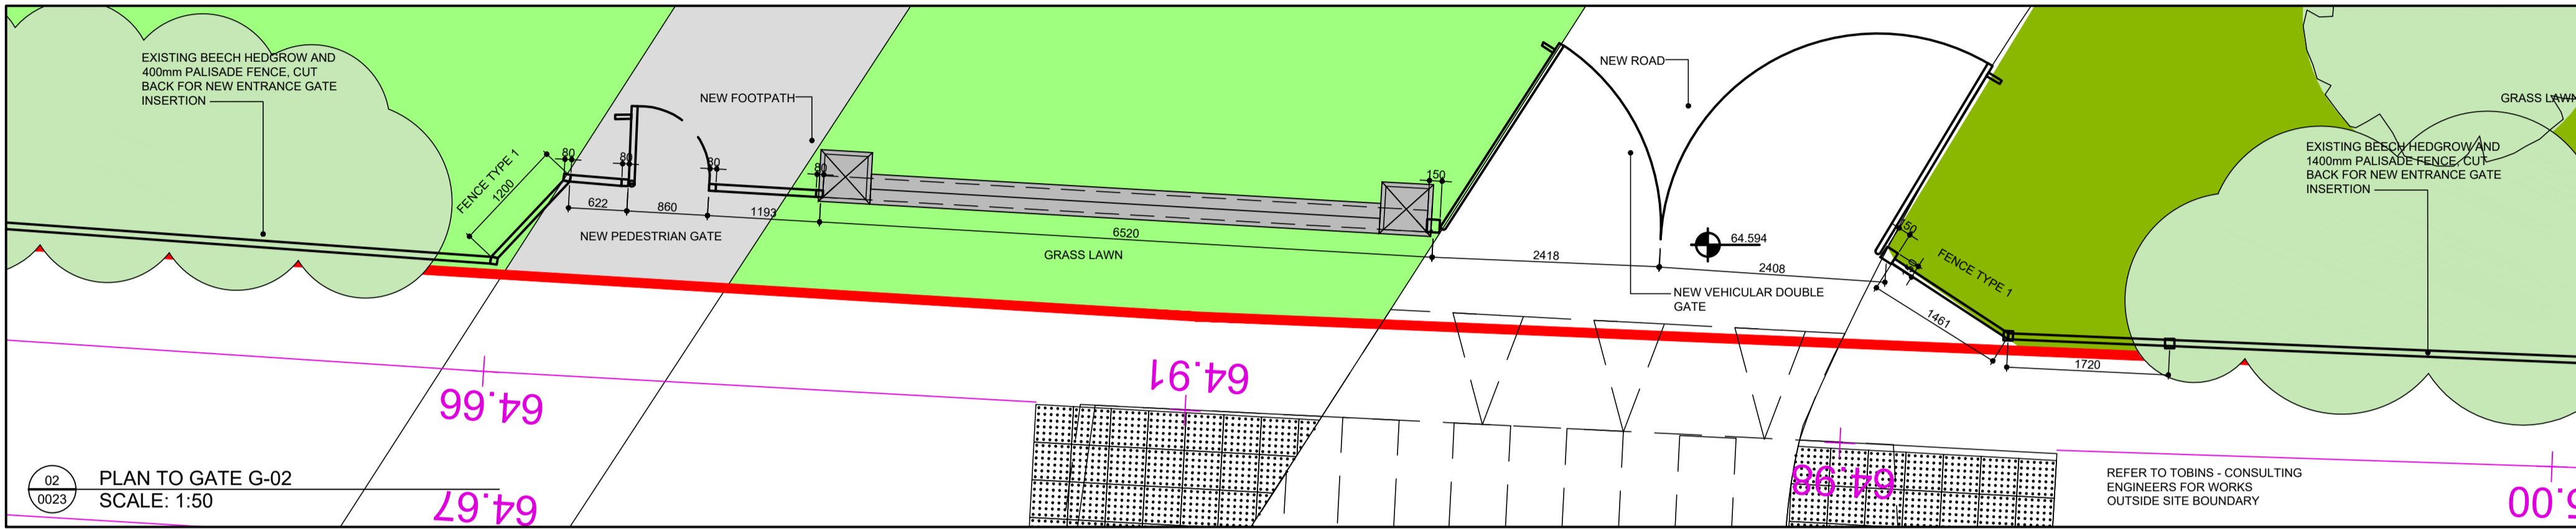 EXISTING BEECH HEDGROW AND
400mm PALISADE FENCE, CUT
BACK FOR NEW ENTRANCE GATE
INSERTION
FENCE TYPE 1
1200
80
80
80
80
NEW FOOTPATH
622
860
1193
NEW PEDESTRIAN GATE
6520
GRASS LAWN
150
NEW ROAD
64.594
2418
2408
NEW VEHICULAR DOUBLE
GATE
150
150
FENCE TYPE 1
1461
1720
GRASS LAWN
EXISTING BEECH HEDGROW AND
1400mm PALISADE FENCE, CUT
BACK FOR NEW ENTRANCE GATE
INSERTION
64.66
64.91
64.67
64.98
02
0023
PLAN TO GATE G-02
SCALE: 1:50
REFER TO TOBINS - CONSULTING
ENGINEERS FOR WORKS
OUTSIDE SITE BOUNDARY